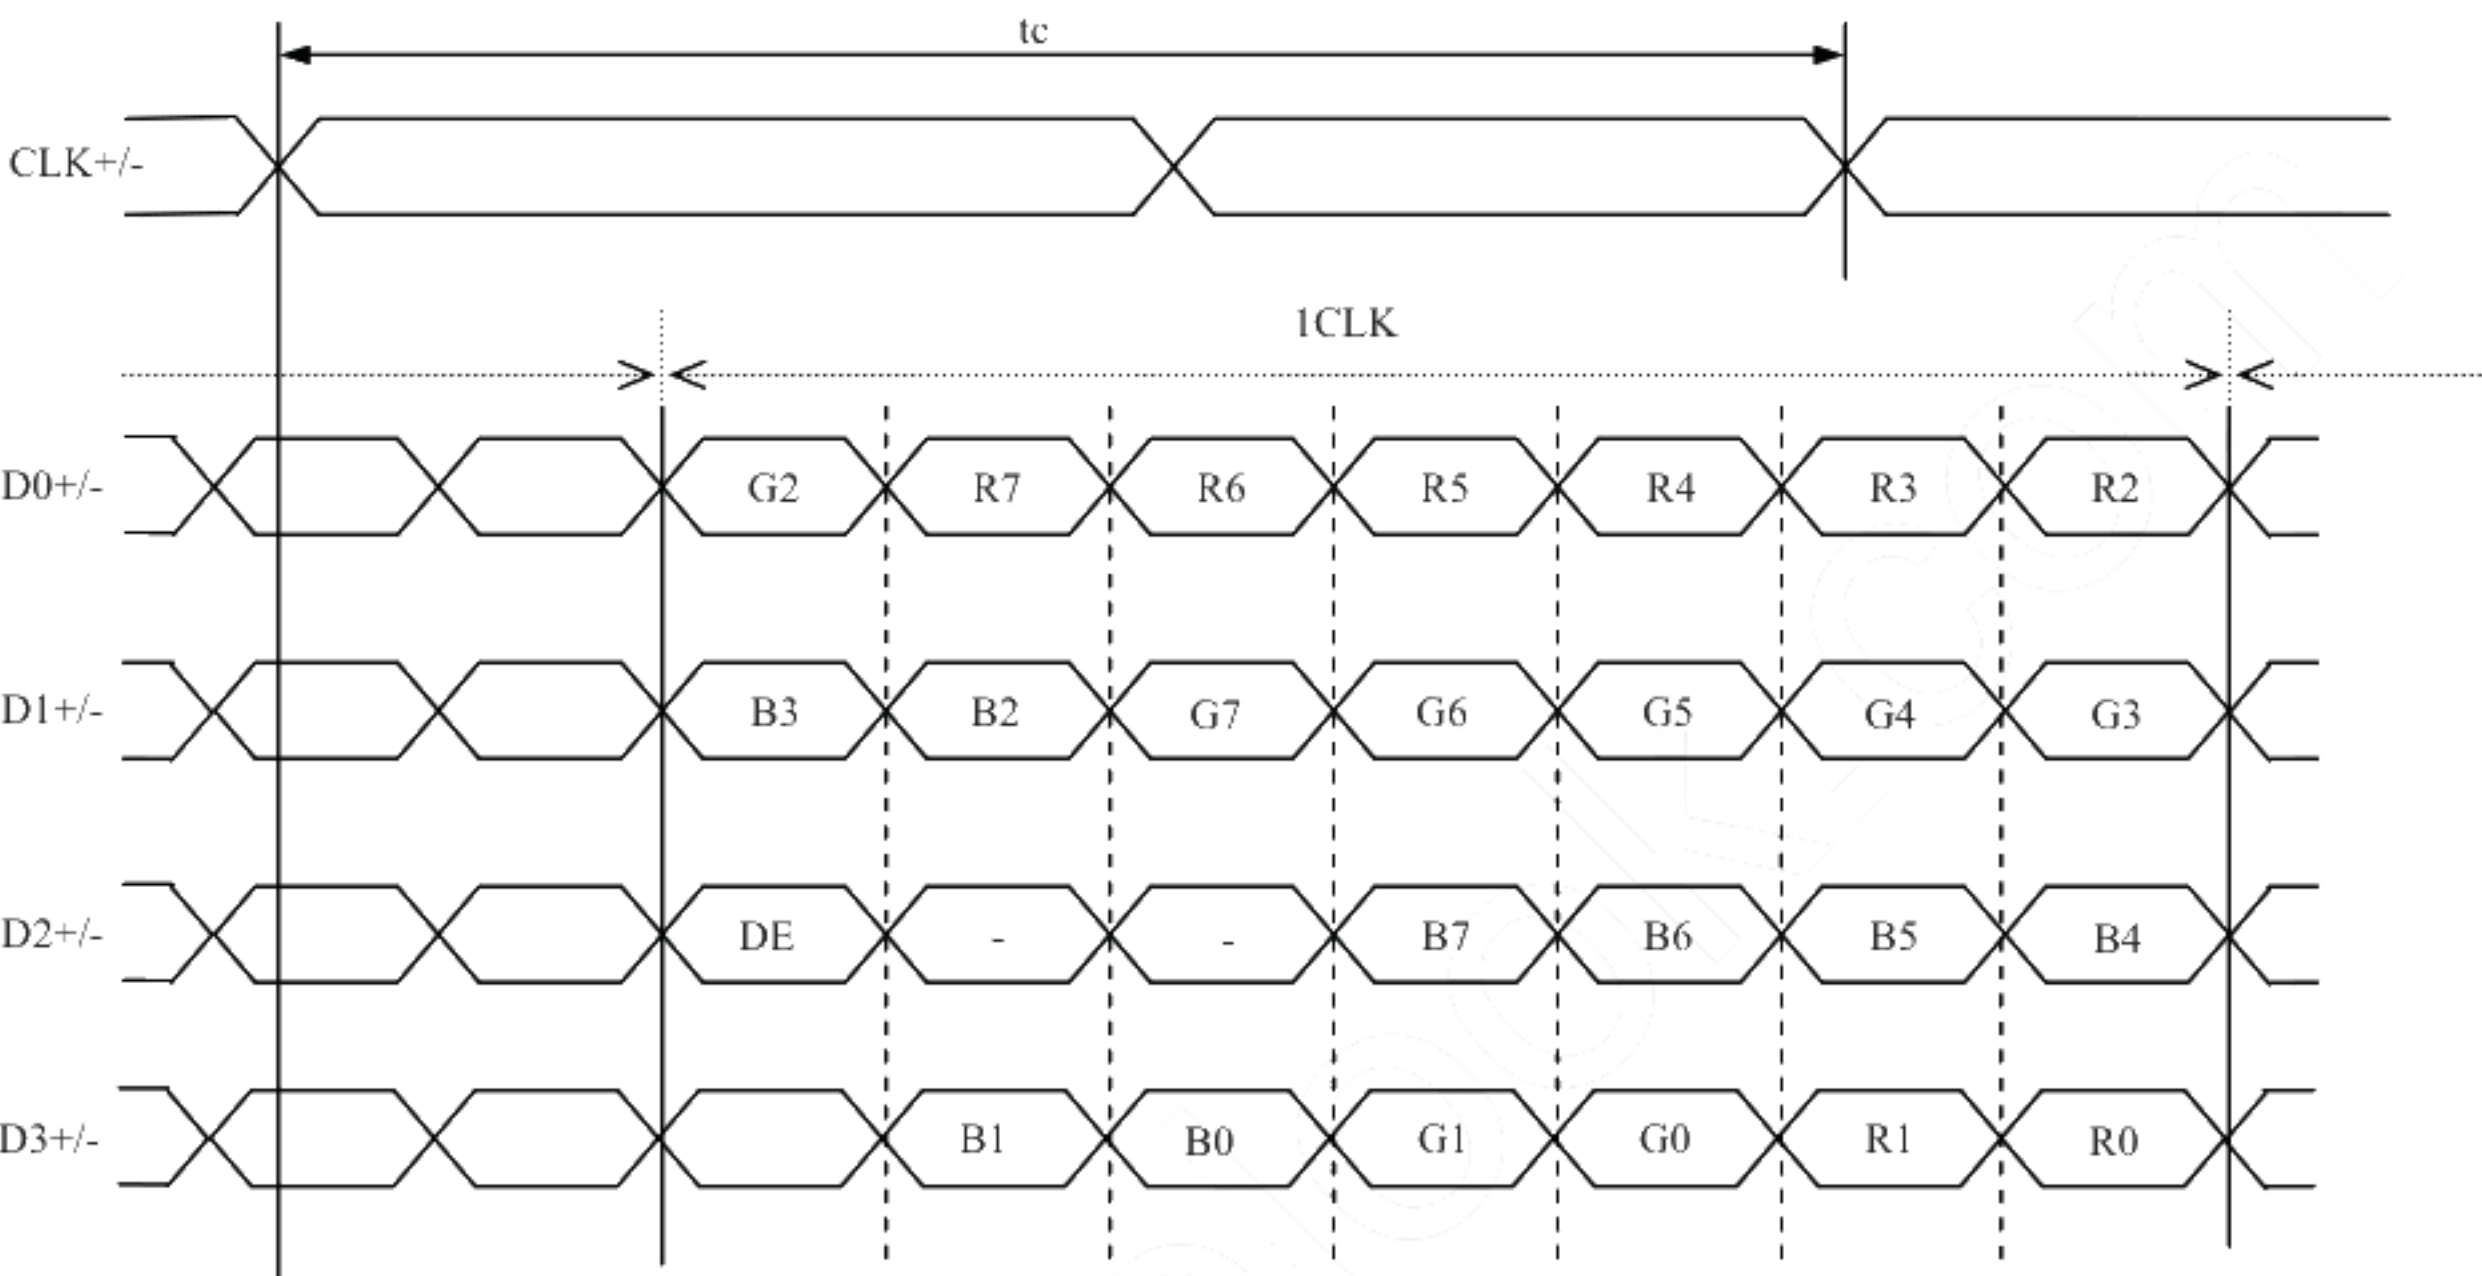 tc
CLK+/-
1CLK
D0+/- G2 R7 R6 R5 R4 R3 R2
D1+/- B3 B2 G7 G6 G5 G4 G3
D2+/- DE - - B7 B6 B5 B4
D3+/- B1 B0 G1 G0 R1 R0